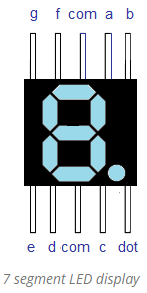 g f com a b
e d com c dot
7 segment LED display